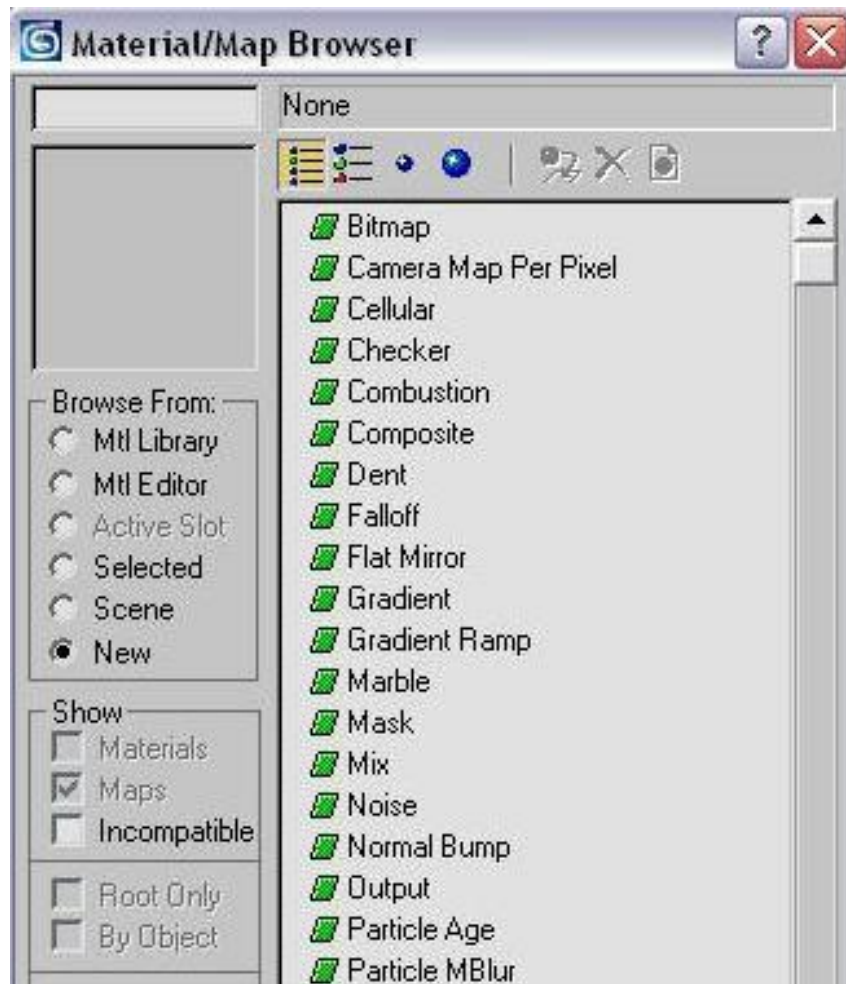 Material/Map Browser
None
Bitmap
Camera Map Per Pixel
Cellular
Checker
Combustion
Composite
Dent
Falloff
Flat Mirror
Gradient
Gradient Ramp
Marble
Mask
Mix
Noise
Normal Bump
Output
Particle Age
Particle MBlur
Browse From:
Mtl Library
Mtl Editor
Active Slot
Selected
Scene
New
Show
Materials
Maps
Incompatible
Root Only
By Object